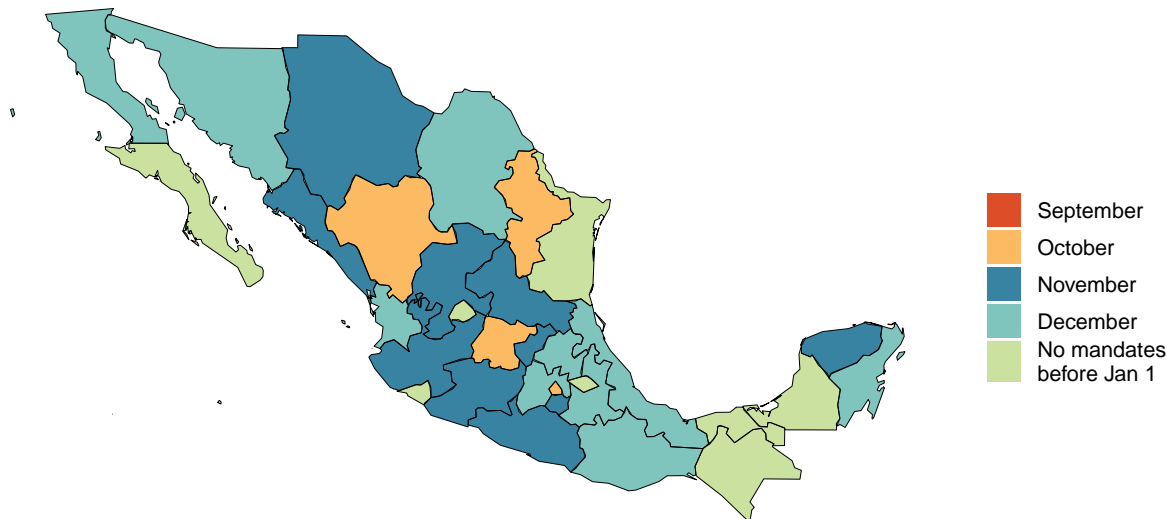 September
October
November
December
No mandates
before Jan 1